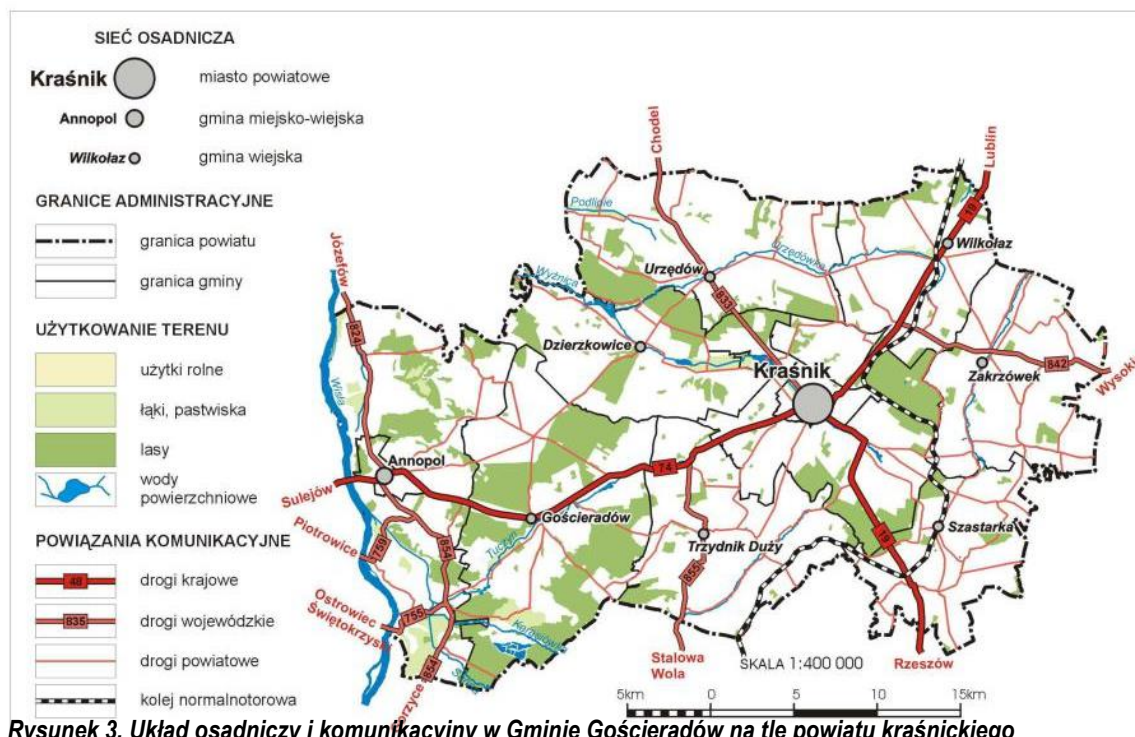 SIEĆ OSADNICZA
Kraśnik
miasto powiatowe
Annopol
gmina miejsko-wiejska
Wilkołaz
gmina wiejska
GRANICE ADMINISTRACYJNE
granica powiatu
granica gminy
UŻYTKOWANIE TERENU
użytki rolne
łąki, pastwiska
lasy
wody
powierzchniowe
POWIĄZANIA KOMUNIKACYJNE
48
drogi krajowe
835
drogi wojewódzkie
drogi powiatowe
kolej normalnotorowa
Chodel
Lublin
19
Podlipie
Józefów
Wyżnica
Urzędówka
Wilkołaz
Urzędów
833
824
Dzierzkowice
842
Wysokie
Zakrzówek
Kraśnik
Wisła
Annopol
74
Sulejów
Gościeradów
Piotrowice
759
854
Tuczyn
Trzydnik Duży
Szastarka
19
855
Ostrowiec
Świętokrzyski
755
854
Stalowa
Wola
SKALA 1:400 000
Rzeszów
5km
0
5
10
15km
Rysunek 3. Układ osadniczy i komunikacyjny w Gminie Gościeradów na tle powiatu kraśnickiego